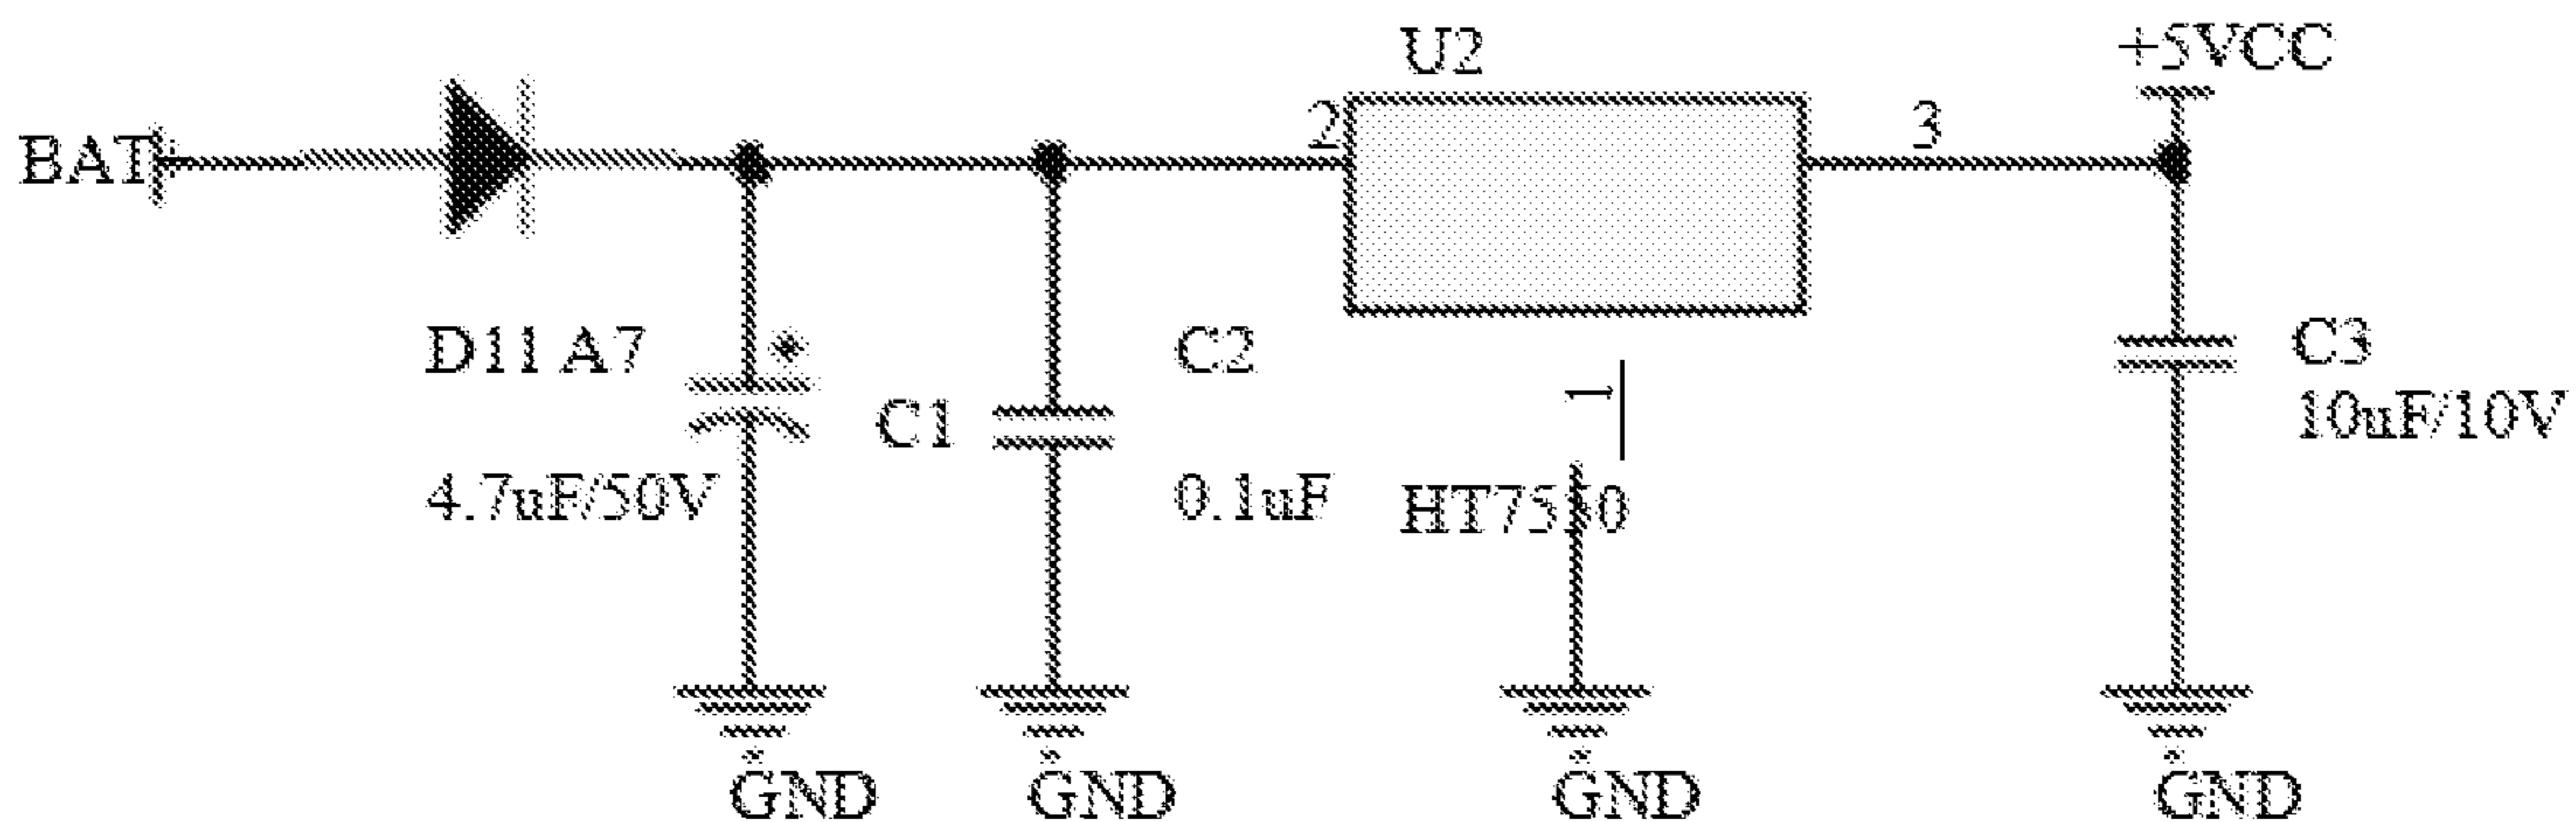 U2
+5VCC
BAT
2
3
D11 A7
C2
C3
1
C1
10uF/10V
4.7uF/50V
0.1uF
HT7550
GND
GND
GND
GND